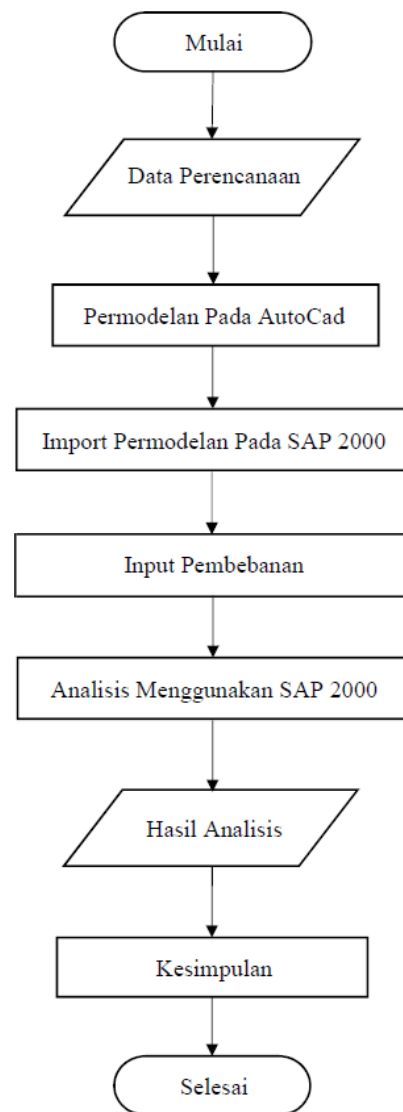 Mulai
Data Perencanaan
Permodelan Pada AutoCad
Import Permodelan Pada SAP 2000
Input Pembebanan
Analisis Menggunakan SAP 2000
Hasil Analisis
Kesimpulan
Selesai